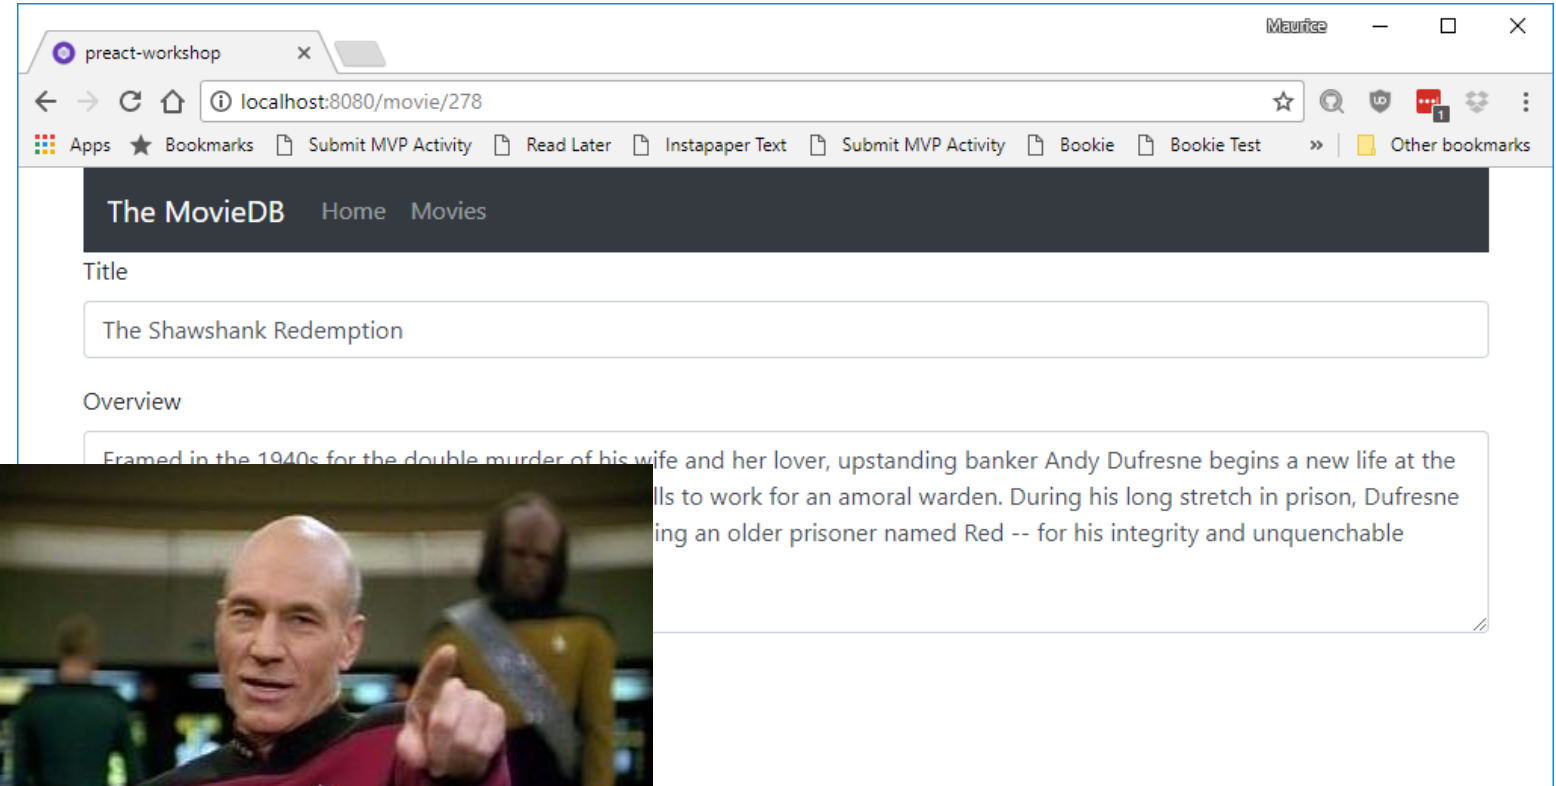 Maurice
preact-workshop
localhost:8080/movie/278
1
Apps Bookmarks Submit MVP Activity Read Later Instapaper Text Submit MVP Activity Bookie Bookie Test » Other bookmarks
The MovieDB Home Movies
Title
The Shawshank Redemption
Overview
Framed in the 1940s for the double murder of his wife and her lover, upstanding banker Andy Dufresne begins a new life at the
lls to work for an amoral warden. During his long stretch in prison, Dufresne
ing an older prisoner named Red -- for his integrity and unquenchable